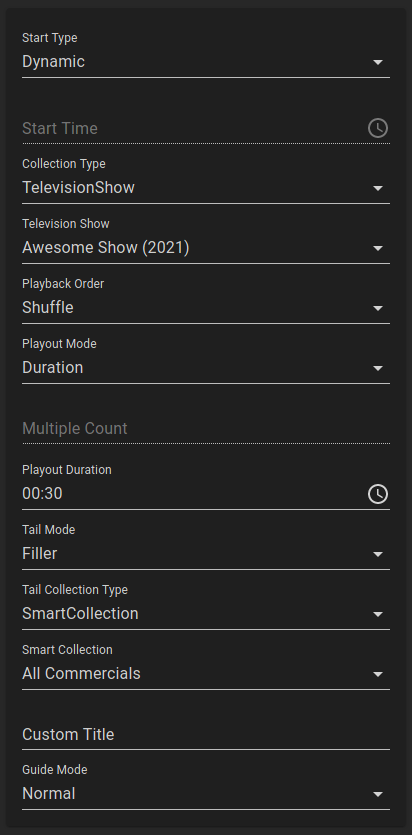 Start Type
Dynamic
Start Time
Collection Type
TelevisionShow
Television Show
Awesome Show (2021)
Playback Order
Shuffle
Playout Mode
Duration
Multiple Count
Playout Duration
00:30
Tail Mode
Filler
Tail Collection Type
SmartCollection
Smart Collection
All Commercials
Custom Title
Guide Mode
Normal